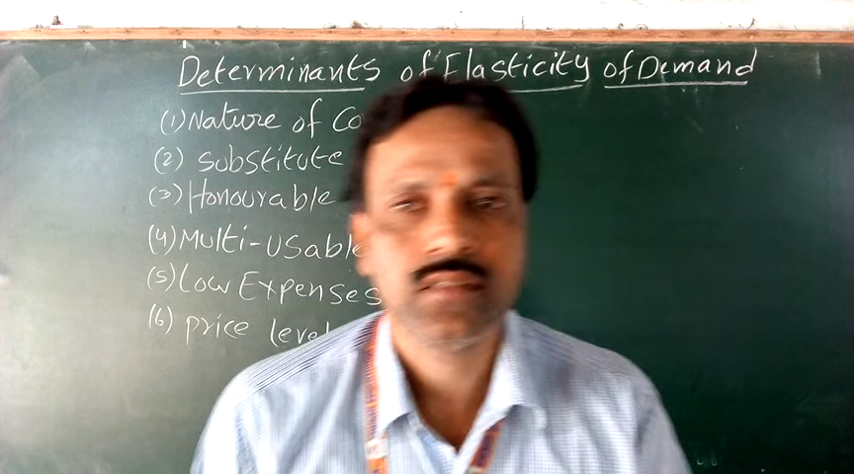 Determinants of Elasticity of Demand
(1) Nature of Co
(2) Substitute
(3) Honourable
(4) Multi-Usable
(5) Low Expenses
(6) price level